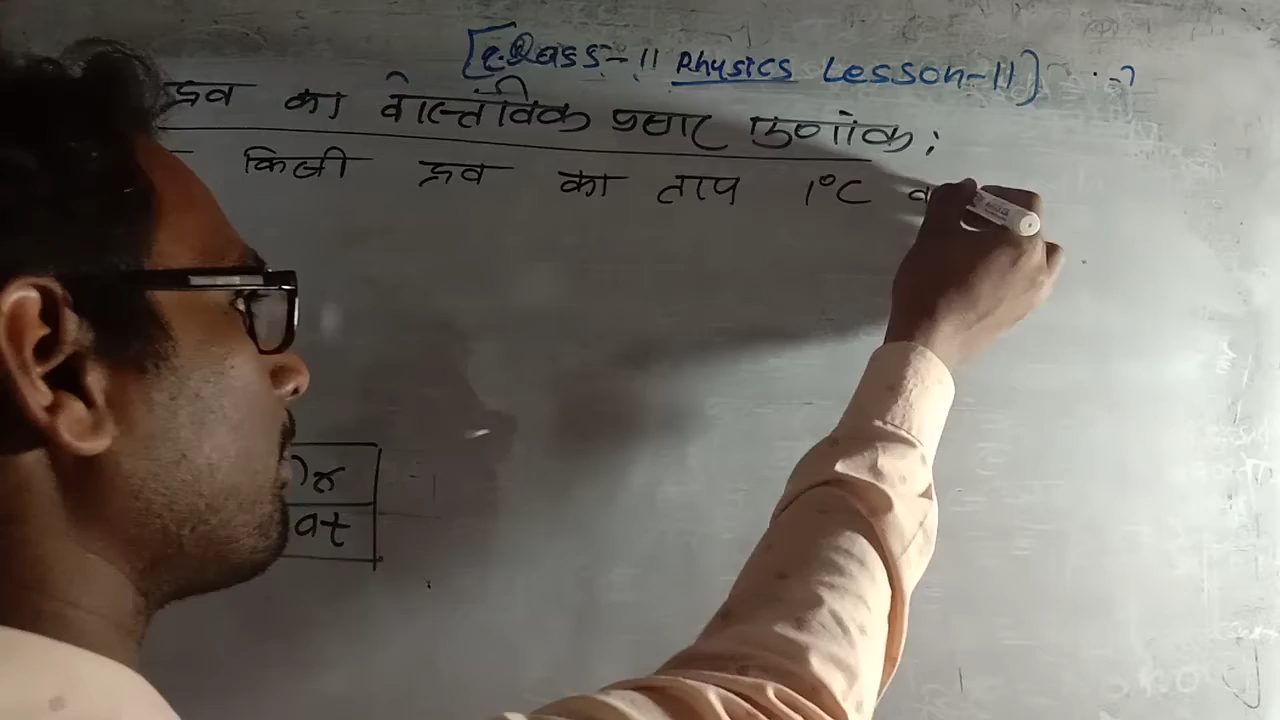 [Class-11 Physics Lesson-11]
द्रव का वास्तविक प्रसार गुणांक:
किसी द्रव का ताप 1°C